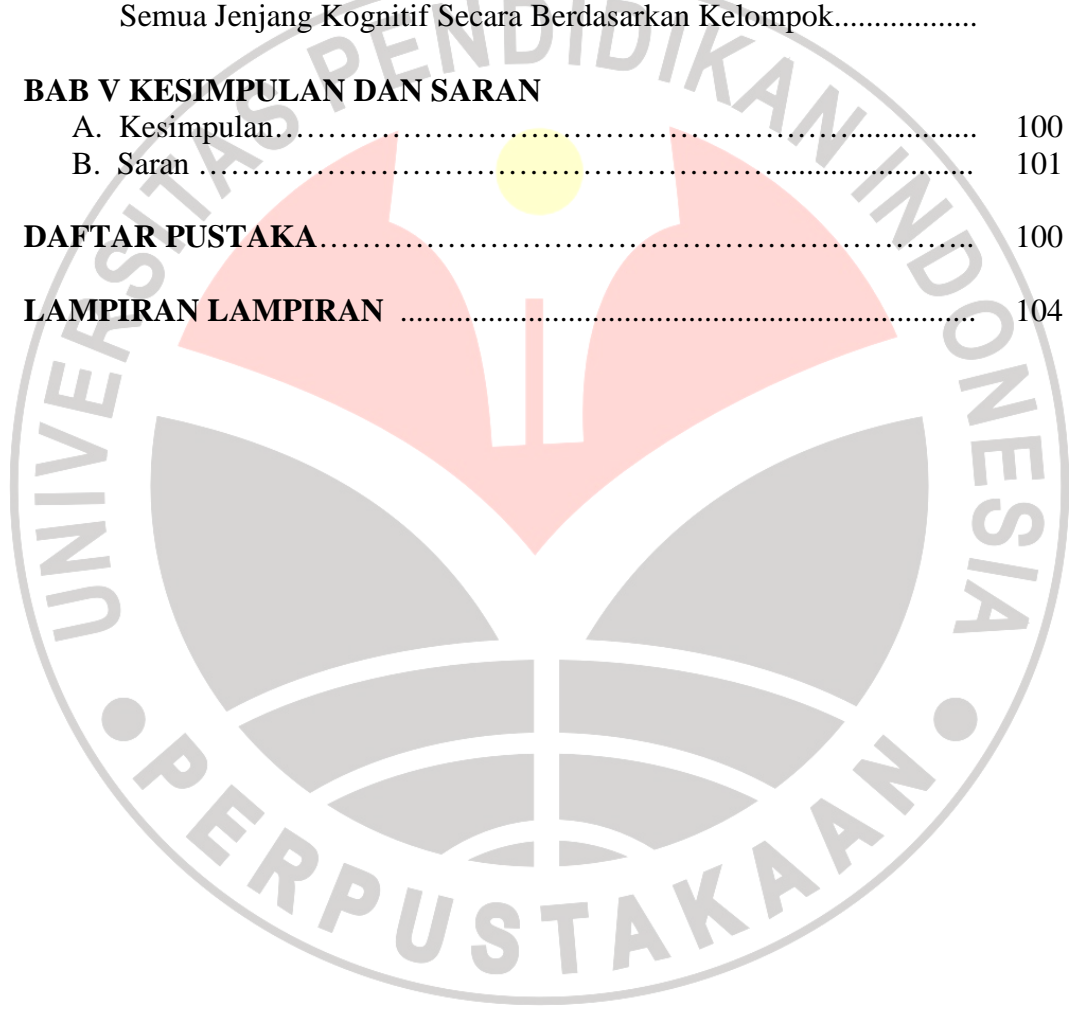 Semua Jenjang Kognitif Secara Berdasarkan Kelompok..................
BAB V KESIMPULAN DAN SARAN
A. Kesimpulan……………………………………………………............... 100
B. Saran …………………………………………………......................... 101
DAFTAR PUSTAKA……………………………………………………….. 100
LAMPIRAN LAMPIRAN ........................................................................ 104
UNIVERSITAS PENDIDIKAN INDONESIA
PERPUSTAKAAN